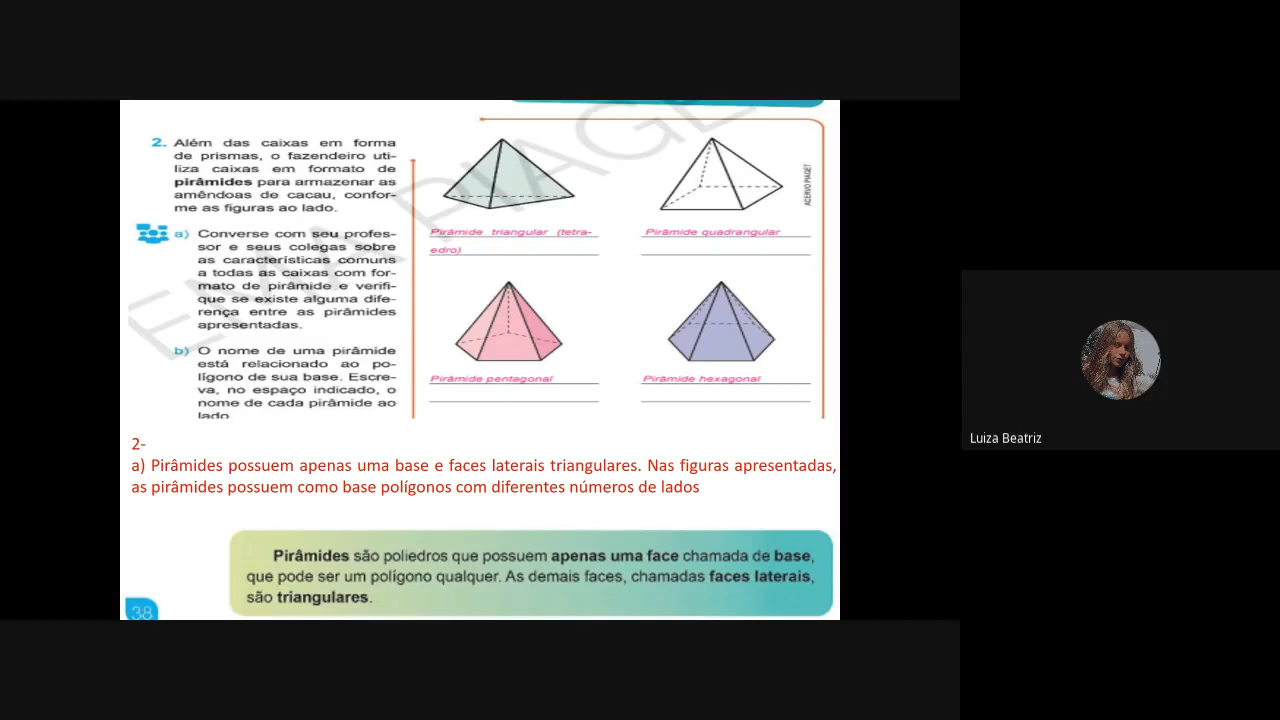 2. Além das caixas em forma
de prismas, o fazendeiro uti-
liza caixas em formato de
pirâmides para armazenar as
amêndoas de cacau, confor-
me as figuras ao lado.
a) Converse com seu profes-
sor e seus colegas sobre
as características comuns
a todas as caixas com for-
mato de pirâmide e verifi-
que se existe alguma dife-
rença entre as pirâmides
apresentadas.
b) O nome de uma pirâmide
está relacionado ao po-
lígono de sua base. Escre-
va, no espaço indicado, o
nome de cada pirâmide ao
lado.
Pirâmide triangular (tetra-
edro)
Pirâmide quadrangular
ACERVO PIAGET
Pirâmide pentagonal
Pirâmide hexagonal
PIAGE
2-
a) Pirâmides possuem apenas uma base e faces laterais triangulares. Nas figuras apresentadas,
as pirâmides possuem como base polígonos com diferentes números de lados
Pirâmides são poliedros que possuem apenas uma face chamada de base,
que pode ser um polígono qualquer. As demais faces, chamadas faces laterais,
são triangulares.
38
Luiza Beatriz